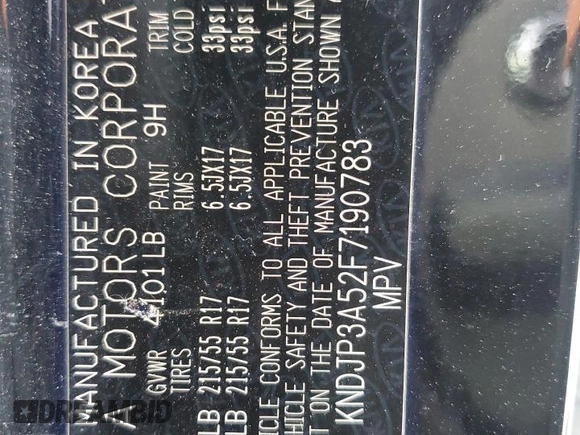 MANUFACTURED IN KOREA
A MOTORS CORPORAT
GVWR 4101LB PAINT 9H TRIM
TIRES RIMS COLD
LB 215/55 R17 6.5JX17 33psi
LB 215/55 R17 6.5JX17 33psi
ICLE CONFORMS TO ALL APPLICABLE U.S.A. F
HICLE SAFETY AND THEFT PREVENTION STAN
T ON THE DATE OF MANUFACTURE SHOWN A
KNDJP3A52F7190783
MPV
DREAMBID